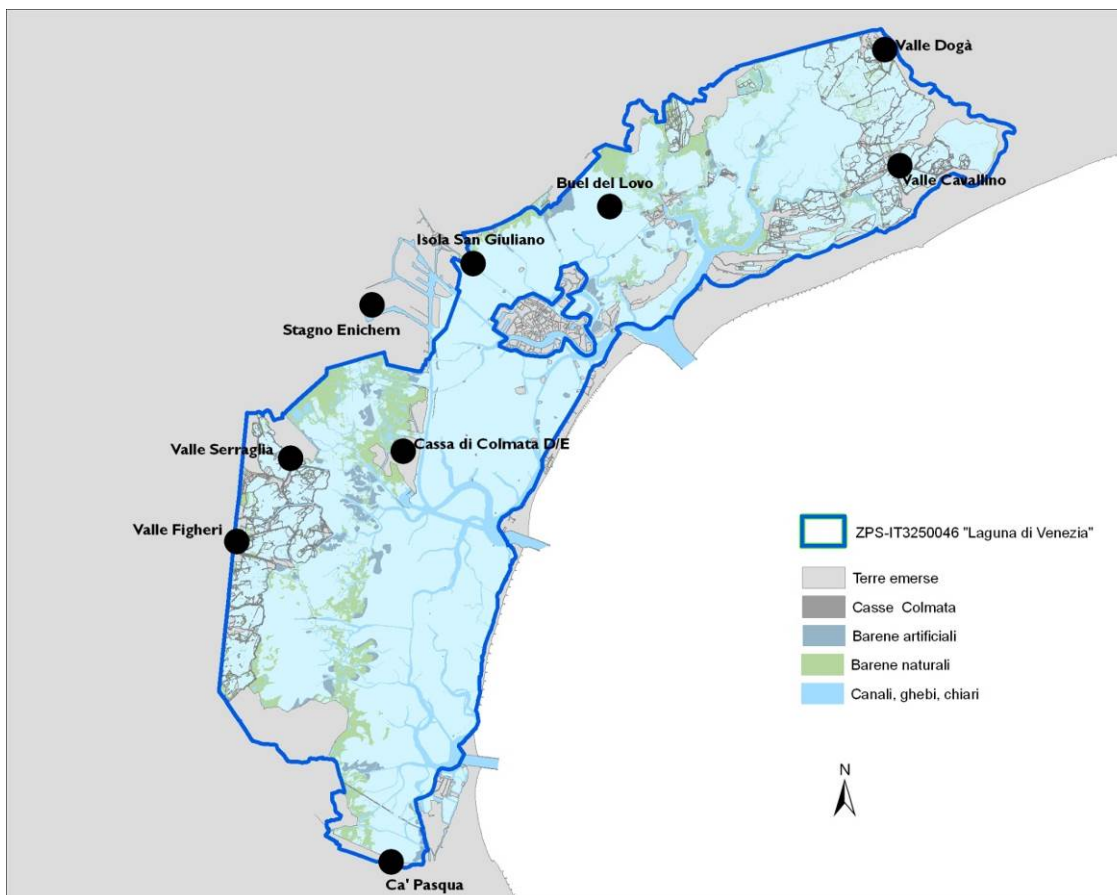 Valle Dogà
Valle Cavallino
Buel del Lovo
Isola San Giuliano
Stagno Enichem
Cassa di Colmata D/E
Valle Serraglia
Valle Figheri
ZPS-IT3250046 "Laguna di Venezia"
Terre emerse
Casse Colmata
Barene artificiali
Barene naturali
Canali, ghebi, chiari
N
Ca' Pasqua